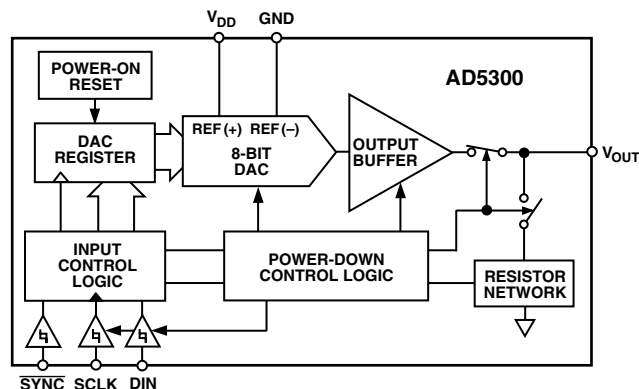 VDD GND
POWER-ON
RESET
AD5300
DAC
REGISTER
REF(+) REF(–)
8-BIT
DAC
OUTPUT
BUFFER
VOUT
INPUT
CONTROL
LOGIC
POWER-DOWN
CONTROL LOGIC
RESISTOR
NETWORK
SYNC SCLK DIN